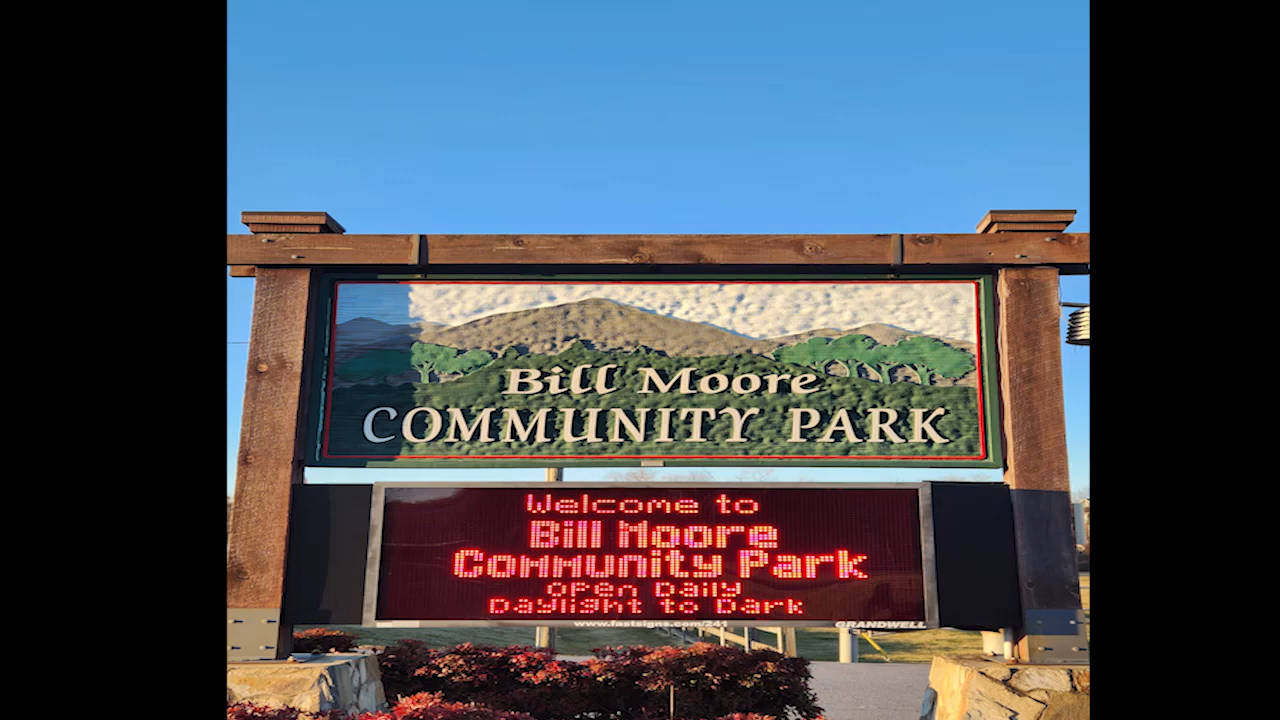 Bill Moore
COMMUNITY PARK
Welcome to
Bill Moore
Community Park
Open Daily
Daylight to Dark
www.fastsigns.com/241
GRANDWELL